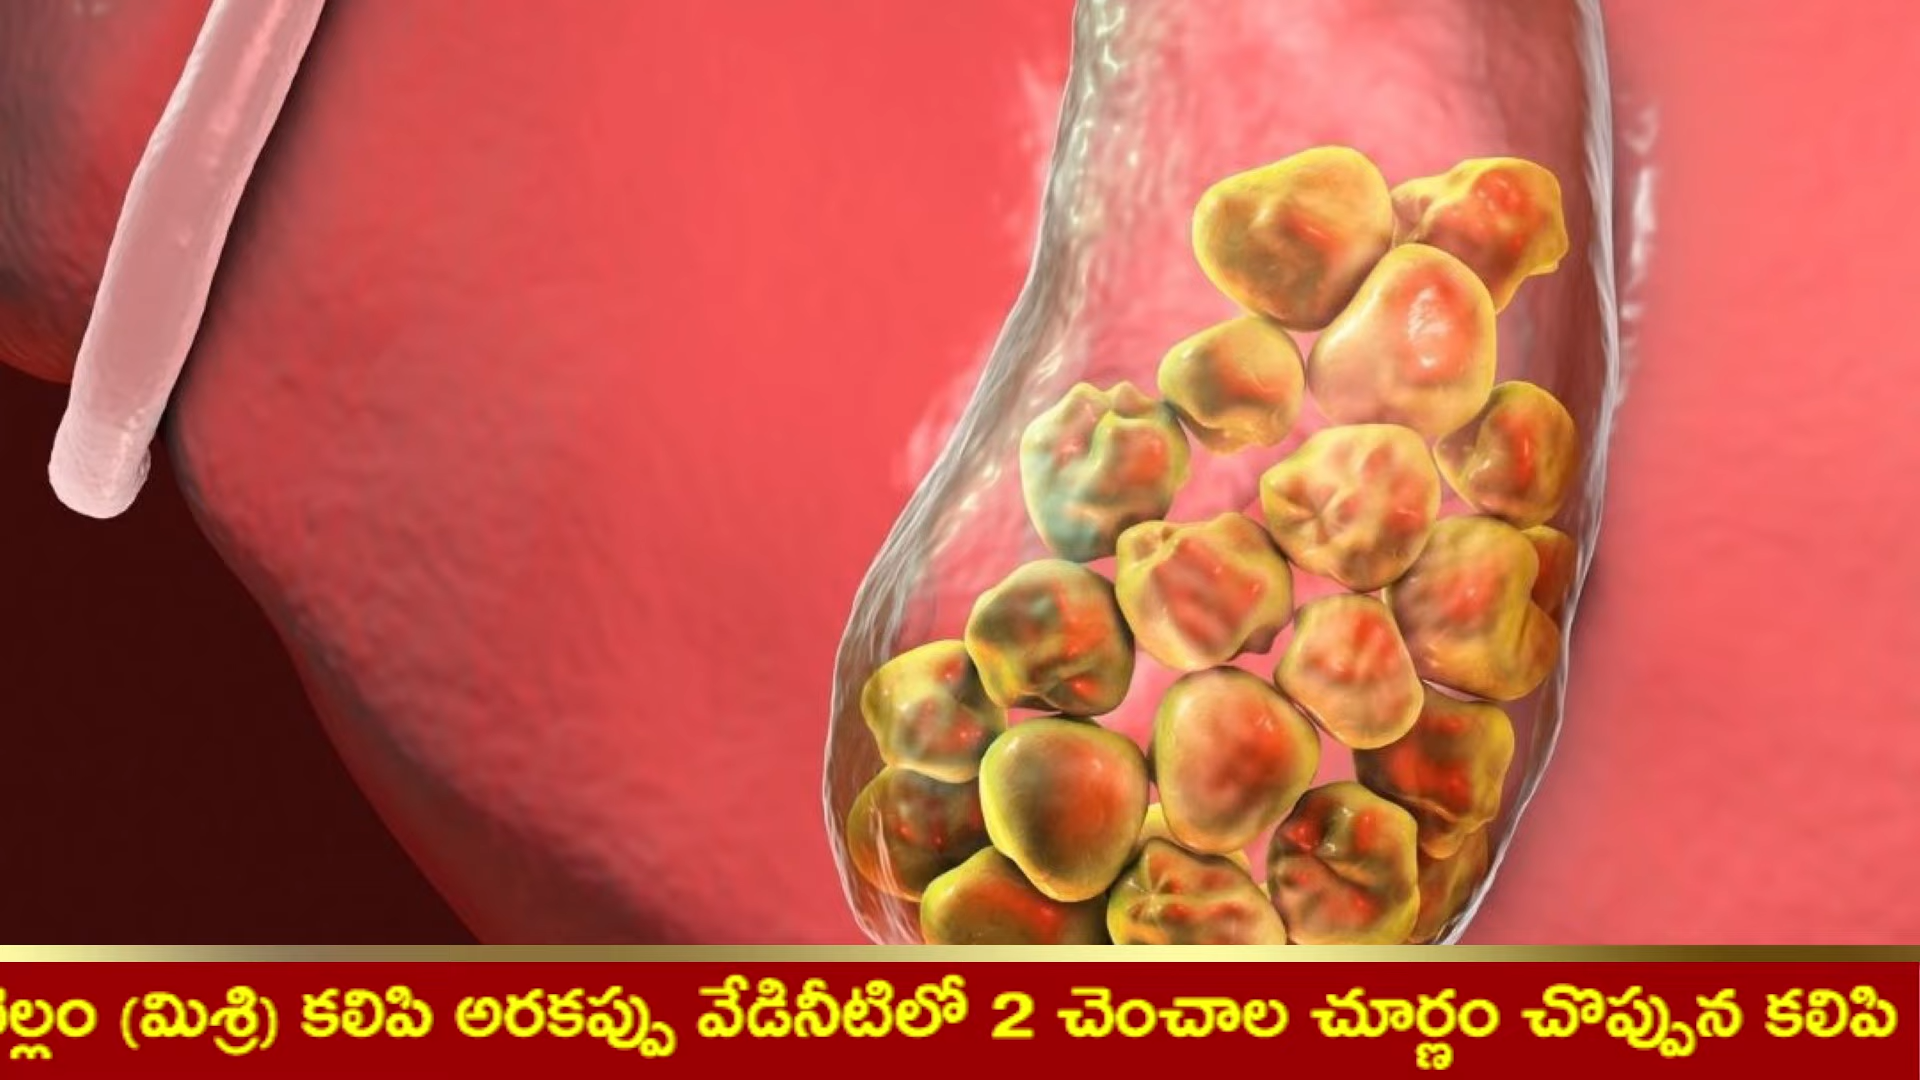 (మిశ్రి) కలిపి అరకప్పు వేడినీటిలో 2 చెంచాల చూర్ణం చొప్పున కలిపి